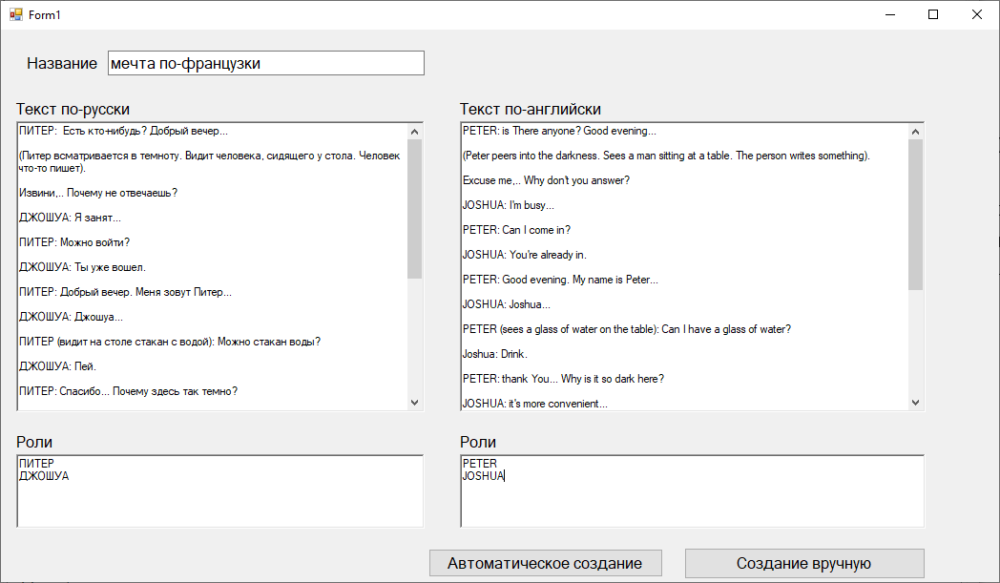 Form1
Название мечта по-французки
Текст по-русски
ПИТЕР: Есть кто-нибудь? Добрый вечер...
(Питер всматривается в темноту. Видит человека, сидящего у стола. Человек
что-то пишет).
Извини,.. Почему не отвечаешь?
ДЖОШУА: Я занят...
ПИТЕР: Можно войти?
ДЖОШУА: Ты уже вошел.
ПИТЕР: Добрый вечер. Меня зовут Питер...
ДЖОШУА: Джошуа...
ПИТЕР (видит на столе стакан с водой): Можно стакан воды?
ДЖОШУА: Пей.
ПИТЕР: Спасибо... Почему здесь так темно?
Текст по-английски
PETER: is There anyone? Good evening...
(Peter peers into the darkness. Sees a man sitting at a table. The person writes something).
Excuse me,.. Why don't you answer?
JOSHUA: I'm busy...
PETER: Can I come in?
JOSHUA: You're already in.
PETER: Good evening. My name is Peter...
JOSHUA: Joshua...
PETER (sees a glass of water on the table): Can I have a glass of water?
Joshua: Drink.
PETER: thank You... Why is it so dark here?
JOSHUA: it's more convenient...
Роли
ПИТЕР
ДЖОШУА
Роли
PETER
JOSHUA
Автоматическое создание
Создание вручную